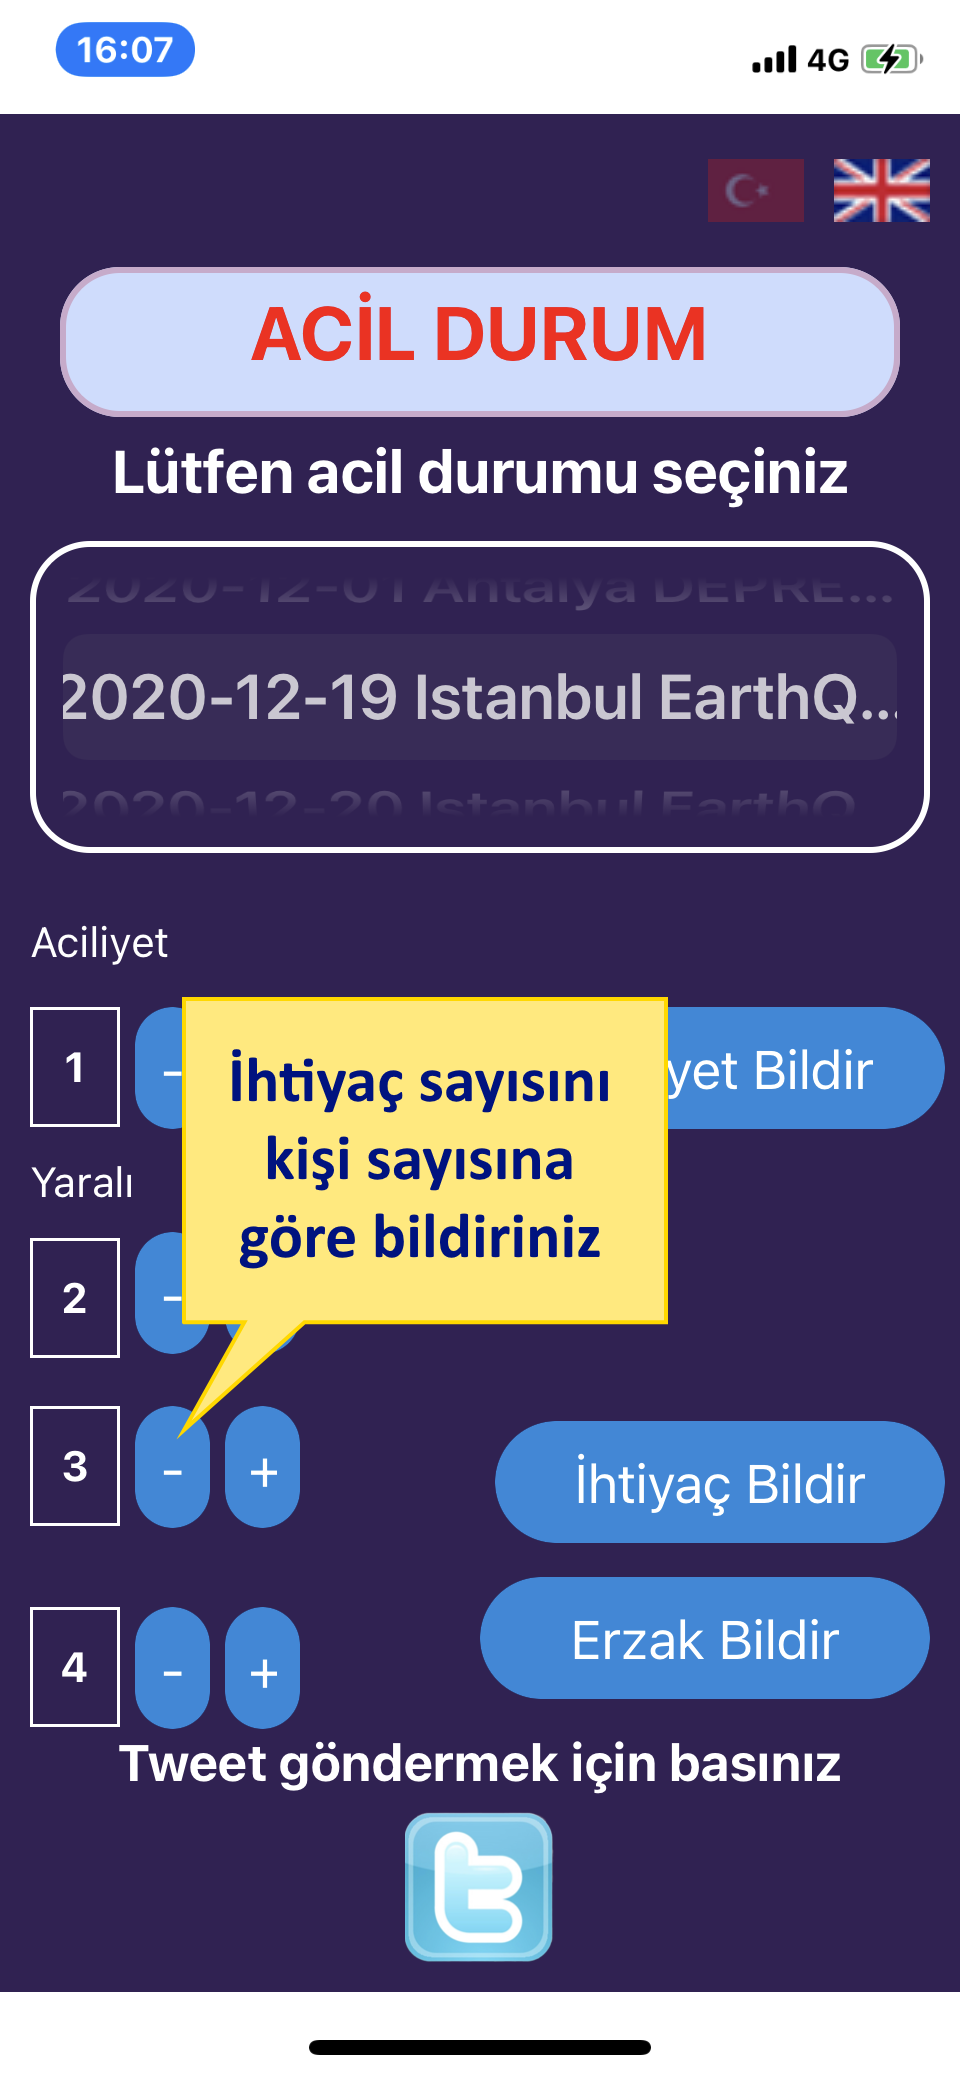 16:07
4G
ACİL DURUM
Lütfen acil durumu seçiniz
2020-12-01 Antalya DEPRE...
2020-12-19 Istanbul EarthQ...
2020-12-20 Istanbul EarthQ
Aciliyet
1 - yet Bildir
İhtiyaç sayısını
kişi sayısına
göre bildiriniz
Yaralı
2 -
3 - + İhtiyaç Bildir
4 - + Erzak Bildir
Tweet göndermek için basınız
t